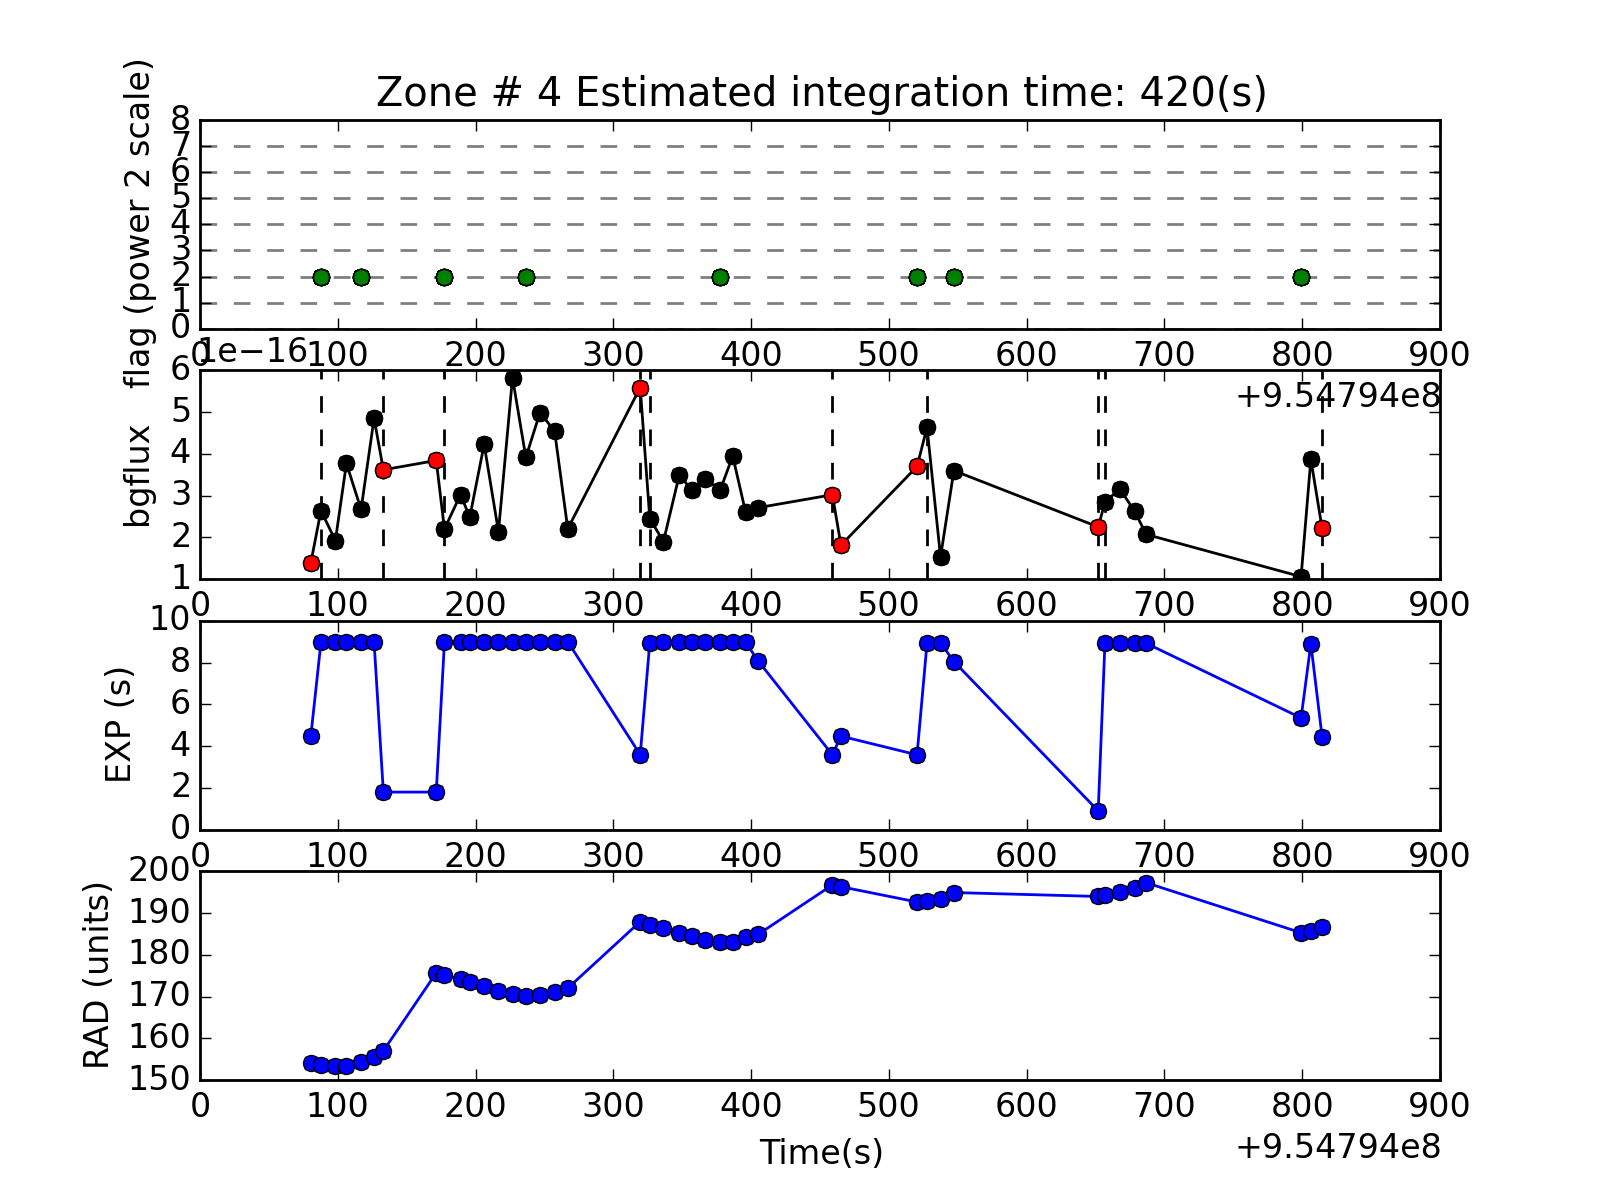 Zone # 4 Estimated integration time: 420(s)
flag (power 2 scale)
8
7
6
5
4
3
2
1
0
0 100 200 300 400 500 600 700 800 900
+9.54794e8
1e−16
bgflux
6
5
4
3
2
1
0 100 200 300 400 500 600 700 800 900
EXP (s)
10
8
6
4
2
0
0 100 200 300 400 500 600 700 800 900
RAD (units)
200
190
180
170
160
150
0 100 200 300 400 500 600 700 800 900
Time(s)
+9.54794e8